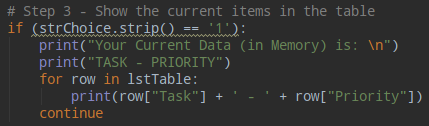 # Step 3 - Show the current items in the table
if (strChoice.strip() == '1'):
    print("Your Current Data (in Memory) is: \n")
    print("TASK - PRIORITY")
    for row in lstTable:
        print(row["Task"] + ' - ' + row["Priority"])
    continue